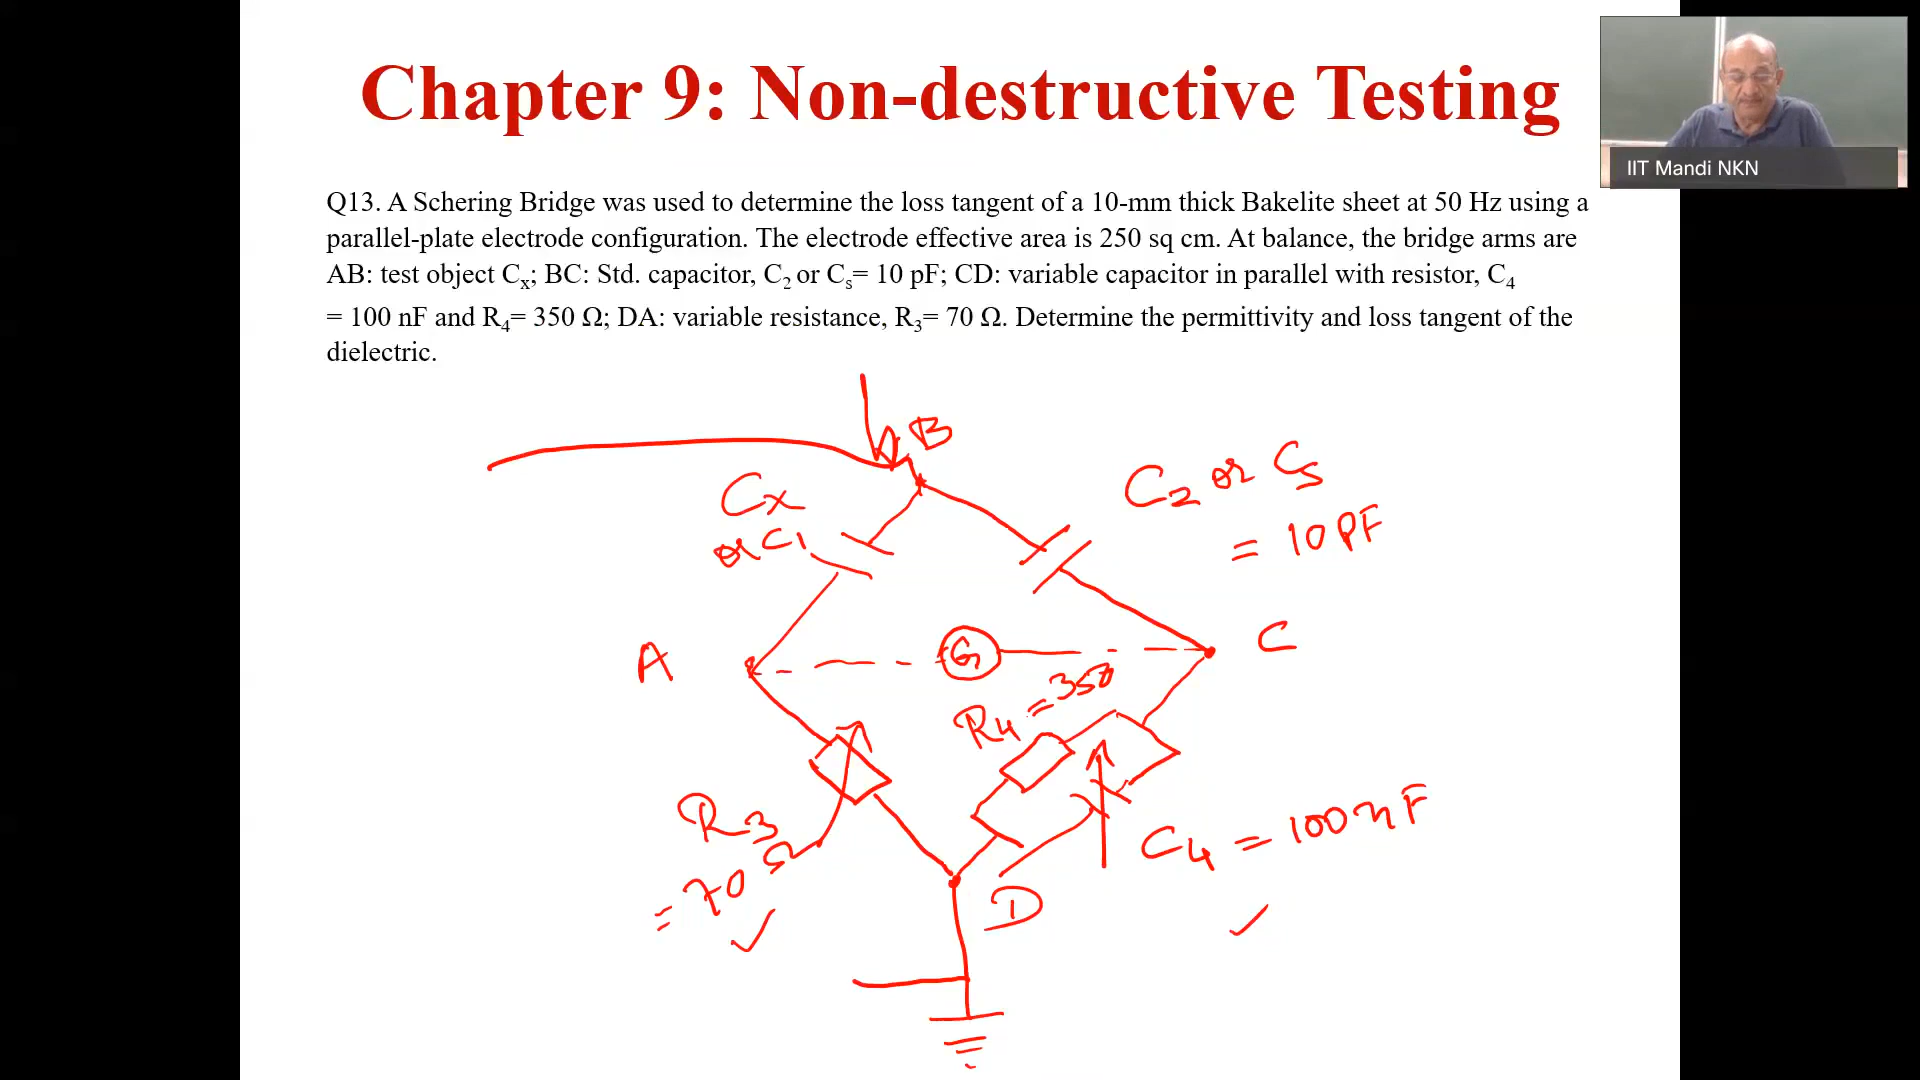 Chapter 9: Non-destructive Testing
IIT Mandi NKN
Q13. A Schering Bridge was used to determine the loss tangent of a 10-mm thick Bakelite sheet at 50 Hz using a
parallel-plate electrode configuration. The electrode effective area is 250 sq cm. At balance, the bridge arms are
AB: test object Cx; BC: Std. capacitor, C2 or Cs= 10 pF; CD: variable capacitor in parallel with resistor, C4
= 100 nF and R4= 350 Ω; DA: variable resistance, R3= 70 Ω. Determine the permittivity and loss tangent of the
dielectric.
B
Cx
or C1
C2 or Cs
= 10 PF
A
G
C
R4 = 350
R3
= 70 Ω
C4 = 100 nF
D